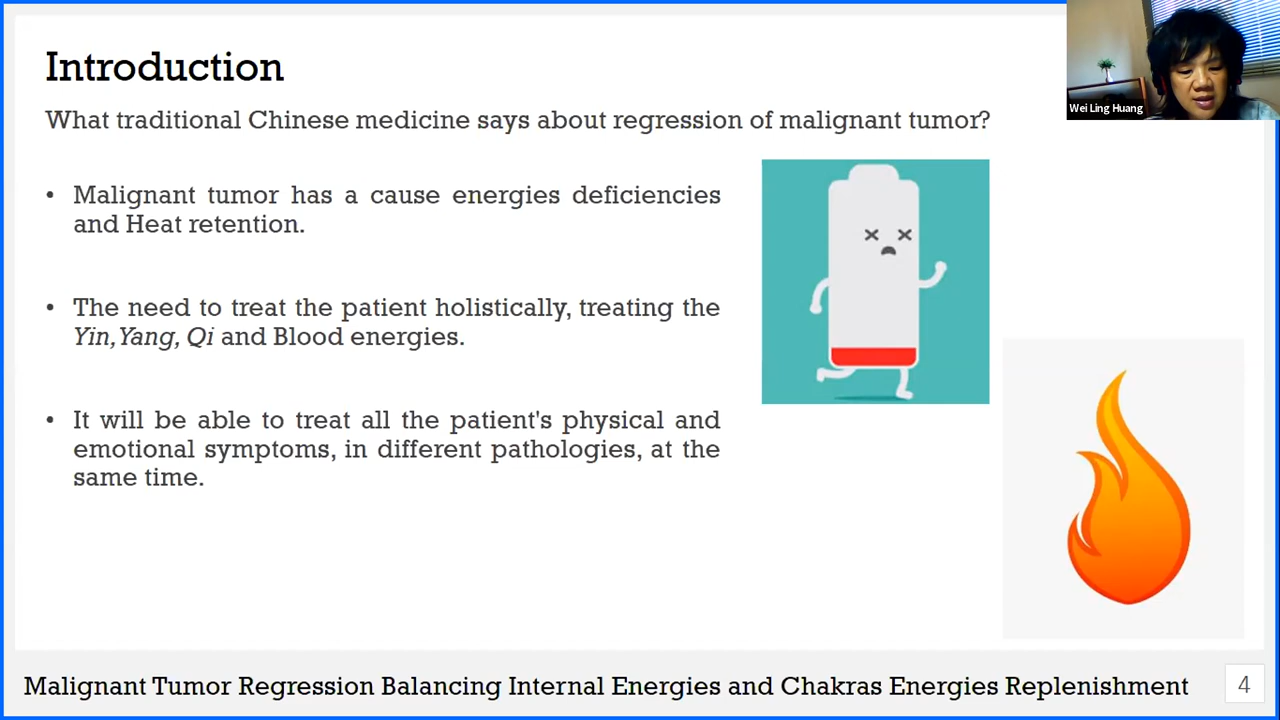 Introduction
What traditional Chinese medicine says about regression of malignant tumor?
• Malignant tumor has a cause energies deficiencies
and Heat retention.
• The need to treat the patient holistically, treating the
Yin,Yang, Qi and Blood energies.
• It will be able to treat all the patient's physical and
emotional symptoms, in different pathologies, at the
same time.
Wei Ling Huang
Malignant Tumor Regression Balancing Internal Energies and Chakras Energies Replenishment
4